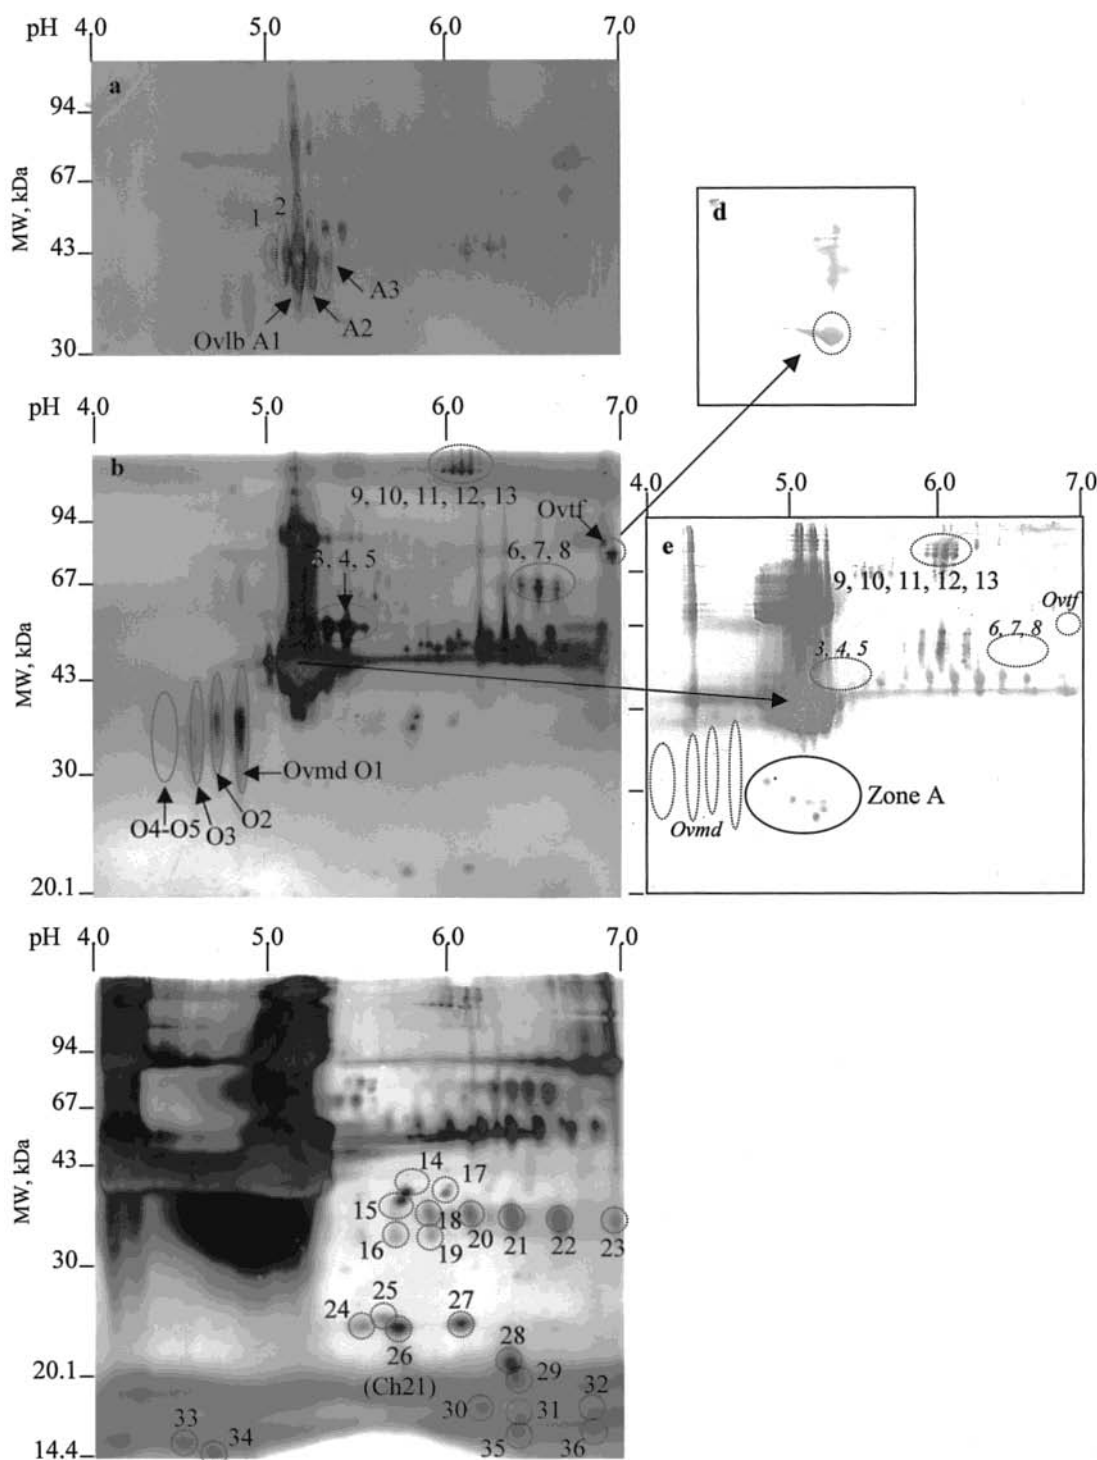 pH 4.0 5.0 6.0 7.0
a
94
67
43
30
MW, kDa
1 2
A3
A2
Ovlb A1
d
pH 4.0 5.0 6.0 7.0
b
94
67
43
30
20.1
MW, kDa
9, 10, 11, 12, 13
Ovtf
3, 4, 5
6, 7, 8
Ovmd O1
O2
O3
O4-O5
4.0 5.0 6.0 7.0
e
9, 10, 11, 12, 13
Ovtf
6, 7, 8
3, 4, 5
Zone A
Ovmd
pH 4.0 5.0 6.0 7.0
94
67
43
30
20.1
14.4
MW, kDa
14 17
15 18 20 21 22 23
16 19
24 25 27
26 28
(Ch21) 29
30 31 32
33 34 35 36